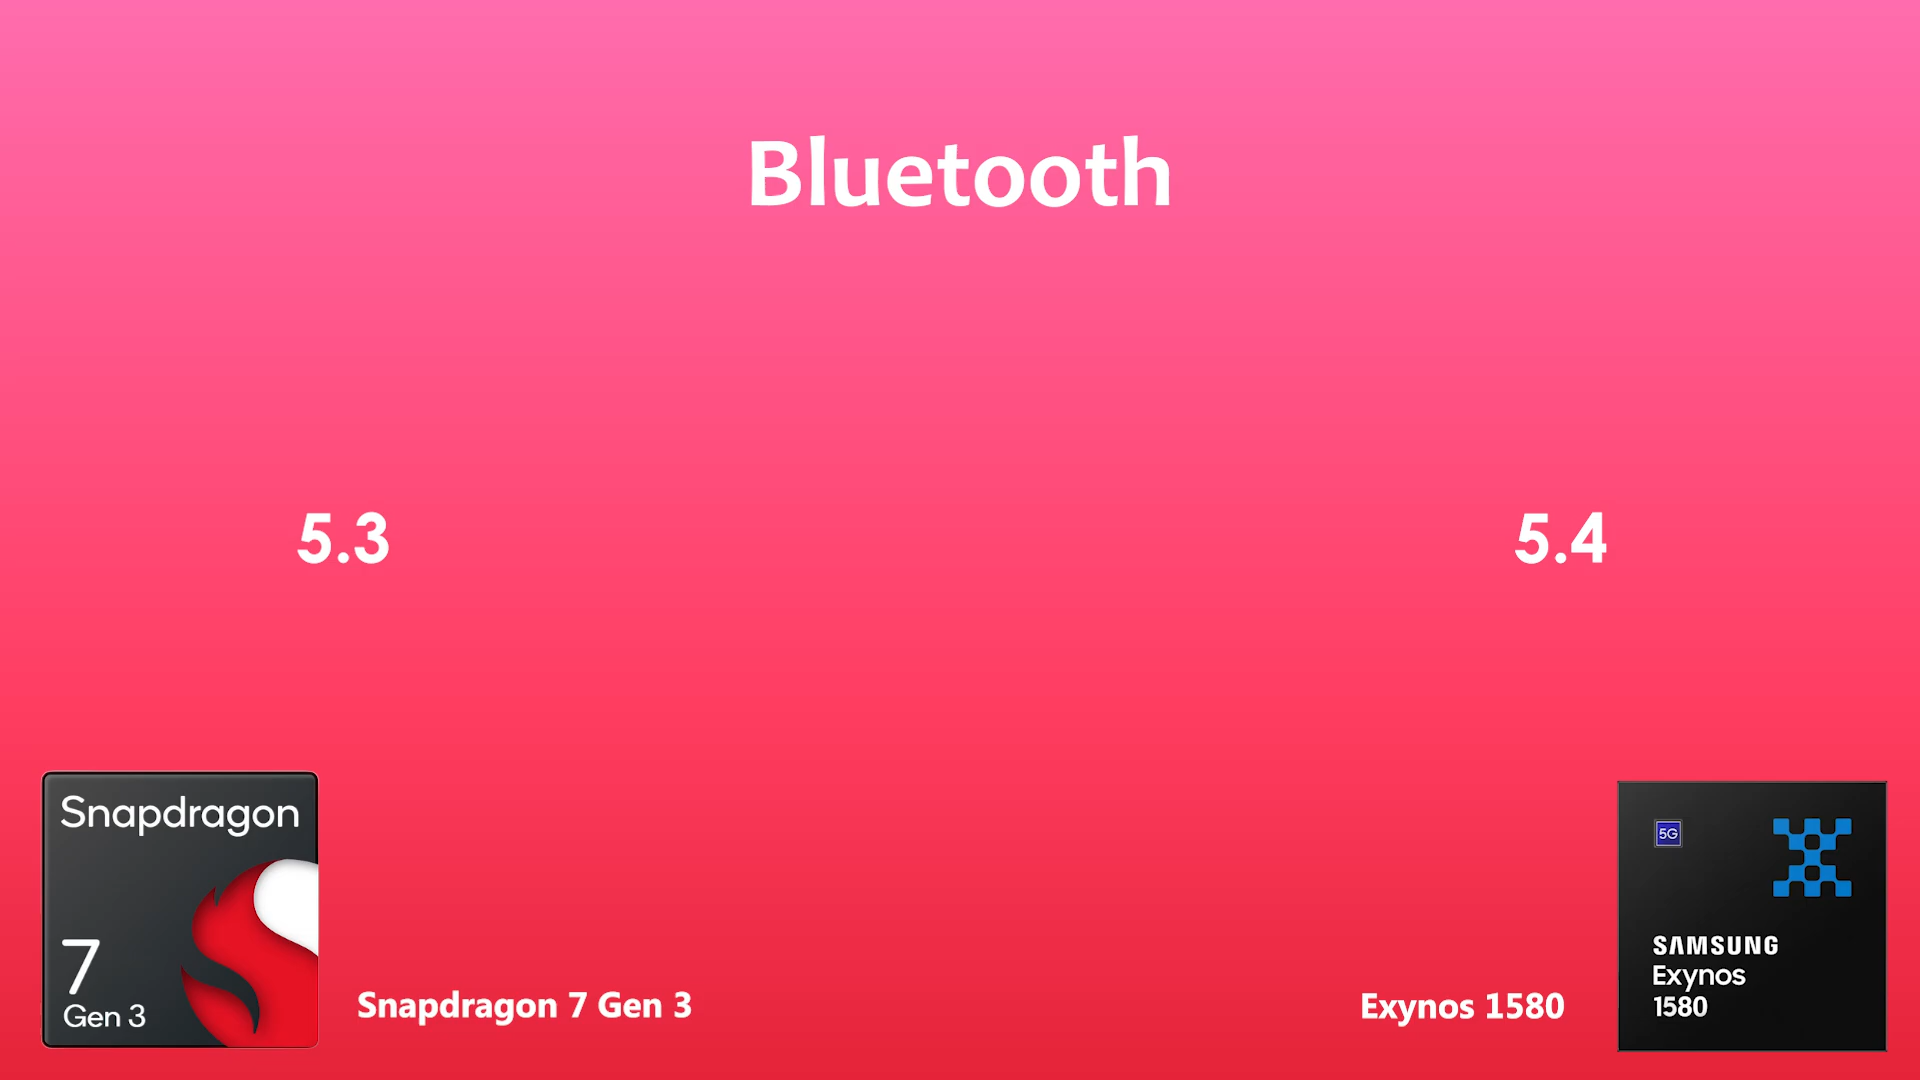 Bluetooth
5.3
5.4
Snapdragon
7
Gen 3
Snapdragon 7 Gen 3
Exynos 1580
5G
SAMSUNG
Exynos
1580